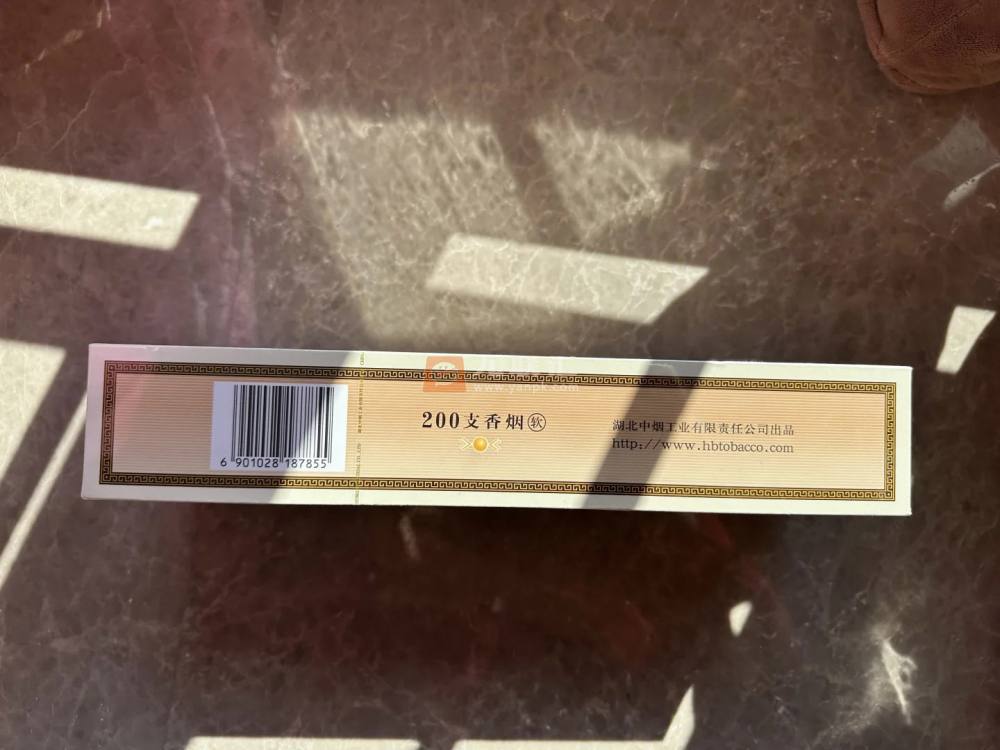 6 901028 187855
200支香烟 软
湖北中烟工业有限责任公司出品
http://www.hbtobacco.com